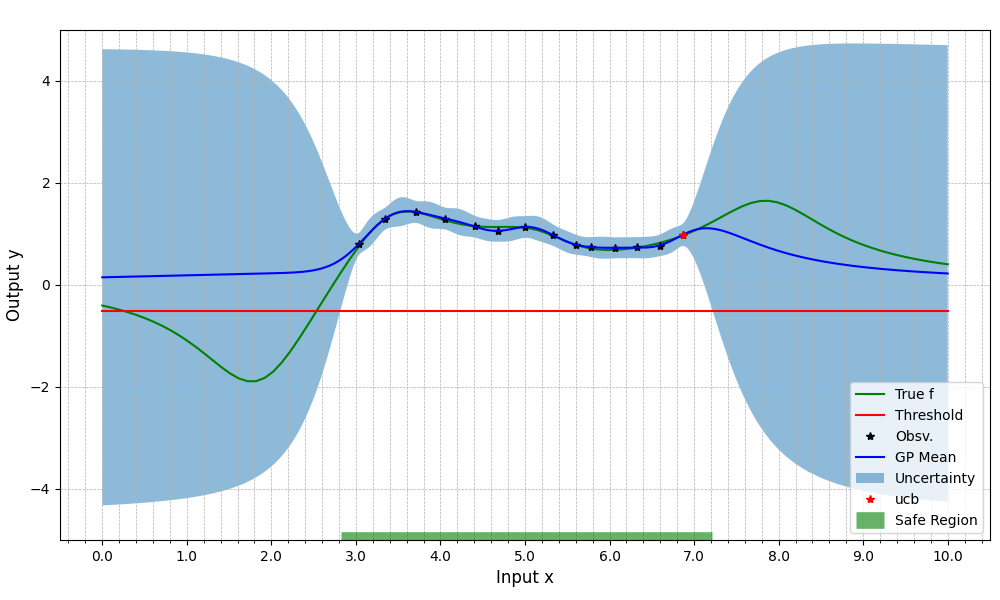 4
2
0
−2
−4
Output y
True f
Threshold
Obsv.
GP Mean
Uncertainty
ucb
Safe Region
0.0 1.0 2.0 3.0 4.0 5.0 6.0 7.0 8.0 9.0 10.0
Input x